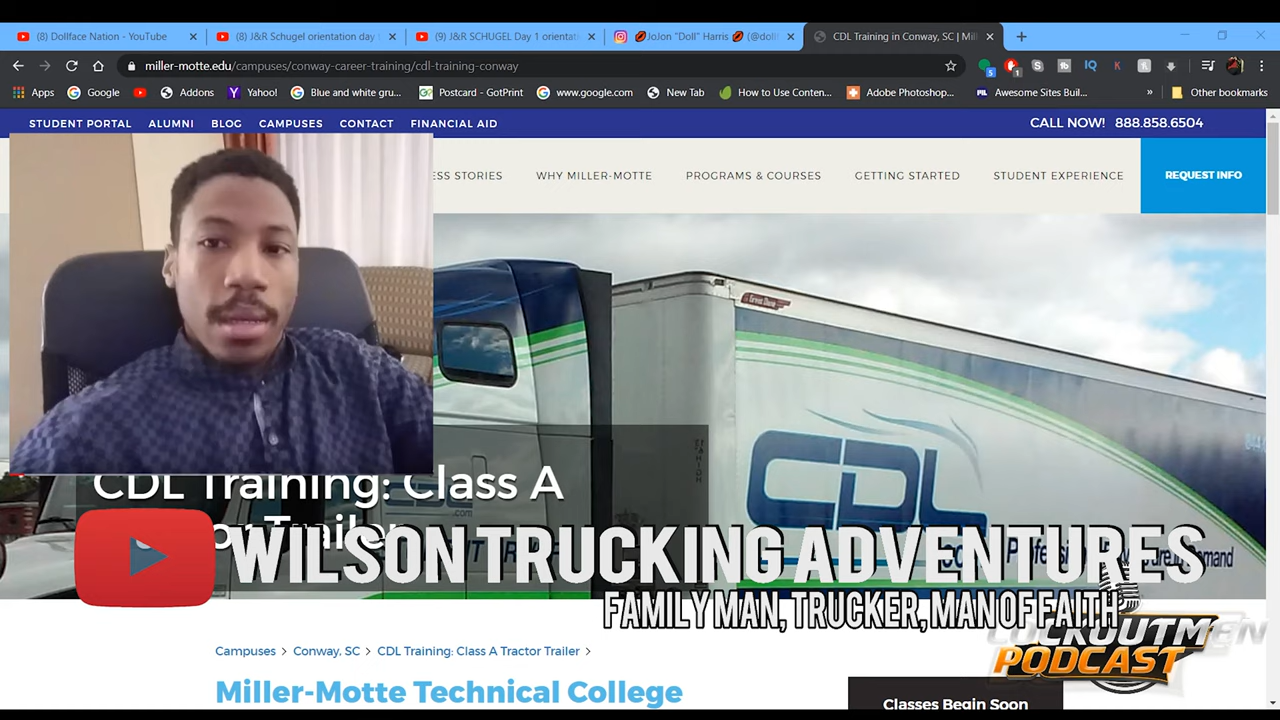 (8) Dollface Nation - YouTube
(8) J&R Schugel orientation day
(9) J&R SCHUGEL Day 1 orientati
JoJon "Doll" Harris
CDL Training in Conway, SC | Mil
miller-motte.edu/campuses/conway-career-training/cdl-training-conway
Apps
Google
Addons
Yahoo!
Blue and white gru...
Postcard - GotPrint
www.google.com
New Tab
How to Use Conten...
Adobe Photoshop...
Awesome Sites Buil...
Other bookmarks
STUDENT PORTAL ALUMNI BLOG CAMPUSES CONTACT FINANCIAL AID
CALL NOW! 888.858.6504
ESS STORIES WHY MILLER-MOTTE PROGRAMS & COURSES GETTING STARTED STUDENT EXPERIENCE
REQUEST INFO
CDL
CDL Training: Class A
WILSON TRUCKING ADVENTURES
FAMILY MAN, TRUCKER, MAN OF FAITH
LOCKOUTMEN
PODCAST
Campuses > Conway, SC > CDL Training: Class A Tractor Trailer >
Miller-Motte Technical College
Classes Begin Soon